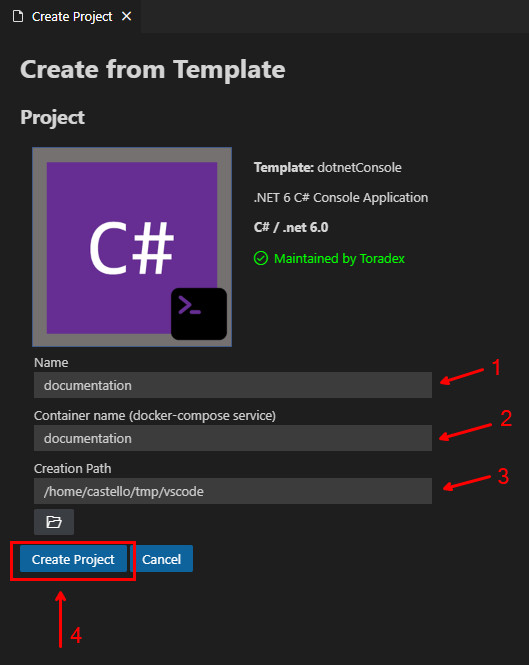 Create Project
Create from Template
Project
C#
>_
Template: dotnetConsole
.NET 6 C# Console Application
C# / .net 6.0
Maintained by Toradex
Name
documentation
1
Container name (docker-compose service)
documentation
2
Creation Path
/home/castello/tmp/vscode
3
Create Project
Cancel
4